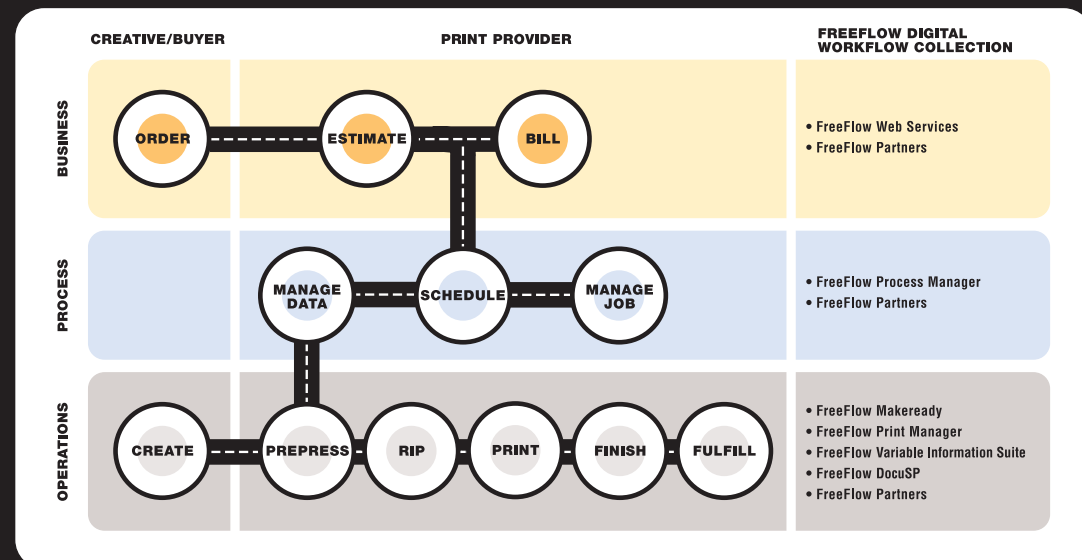 CREATIVE/BUYER
PRINT PROVIDER
FREEFLOW DIGITAL
WORKFLOW COLLECTION
BUSINESS
ORDER
ESTIMATE
BILL
• FreeFlow Web Services
• FreeFlow Partners
PROCESS
MANAGE
DATA
SCHEDULE
MANAGE
JOB
• FreeFlow Process Manager
• FreeFlow Partners
OPERATIONS
CREATE
PREPRESS
RIP
PRINT
FINISH
FULFILL
• FreeFlow Makeready
• FreeFlow Print Manager
• FreeFlow Variable Information Suite
• FreeFlow DocuSP
• FreeFlow Partners